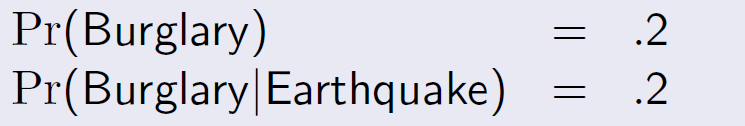 Pr(Burglary) = .2
Pr(Burglary|Earthquake) = .2